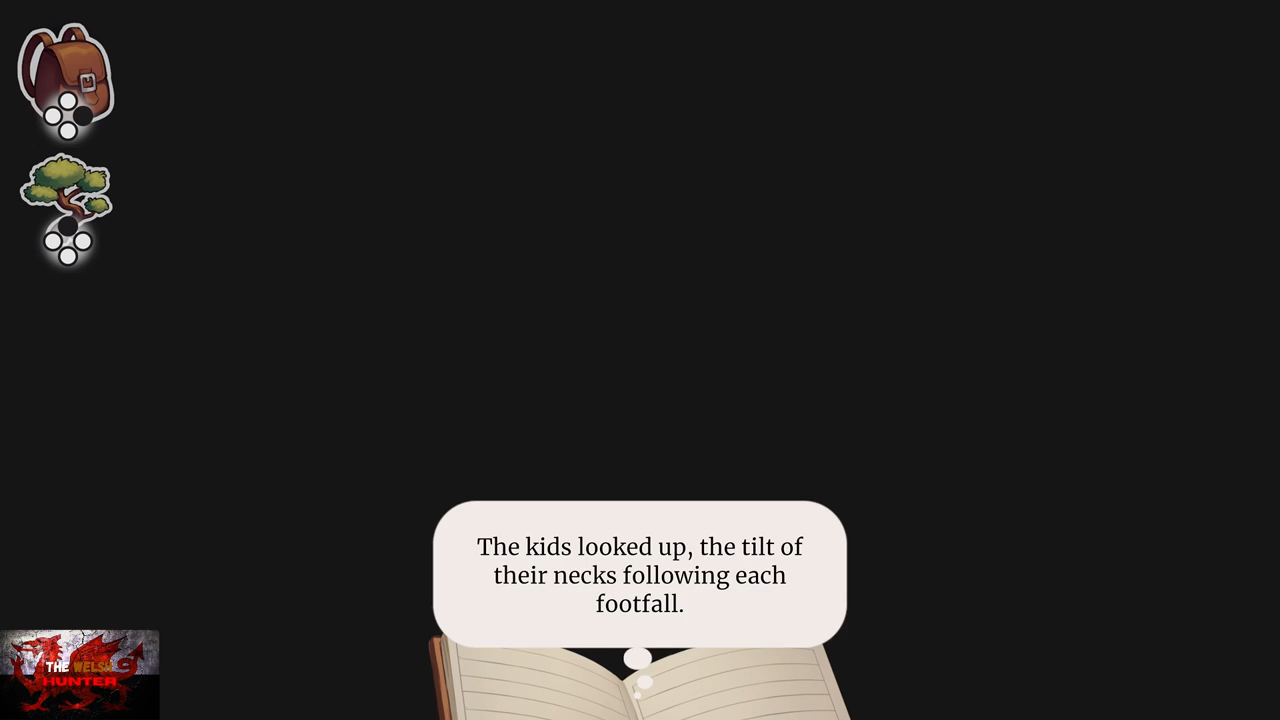 The kids looked up, the tilt of
their necks following each
footfall.
THE WELSH
HUNTER